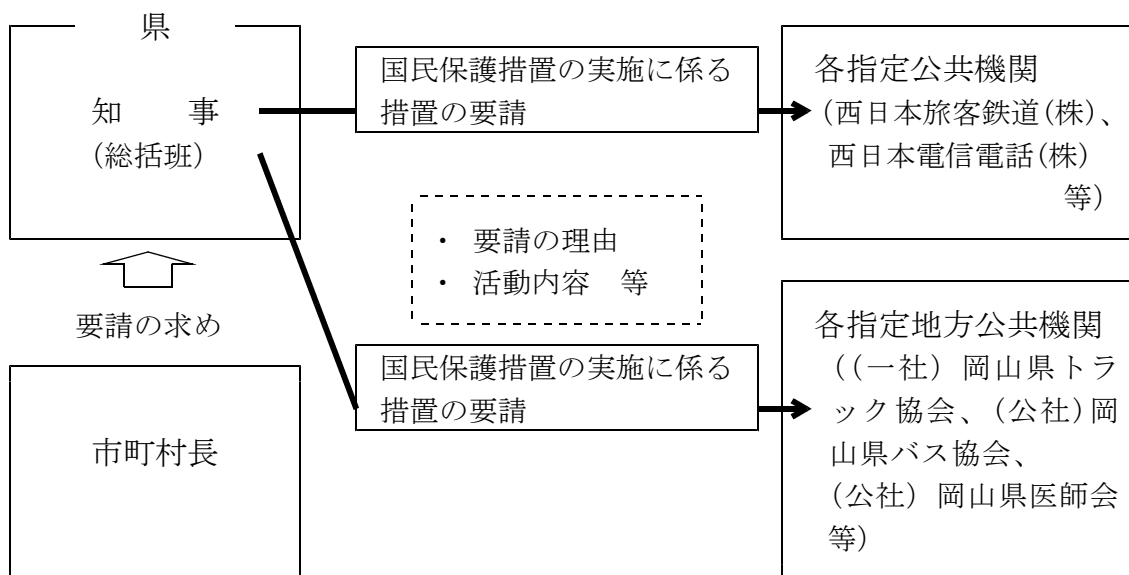 県
知　　事
(総括班)
要請の求め
市町村長
国民保護措置の実施に係る
措置の要請
・ 要請の理由
・ 活動内容　等
国民保護措置の実施に係る
措置の要請
各指定公共機関
(西日本旅客鉄道(株)、
西日本電信電話(株)
等)
各指定地方公共機関
((一社) 岡山県トラ
ック協会、(公社)岡
山県バス協会、
(公社) 岡山県医師会
等)